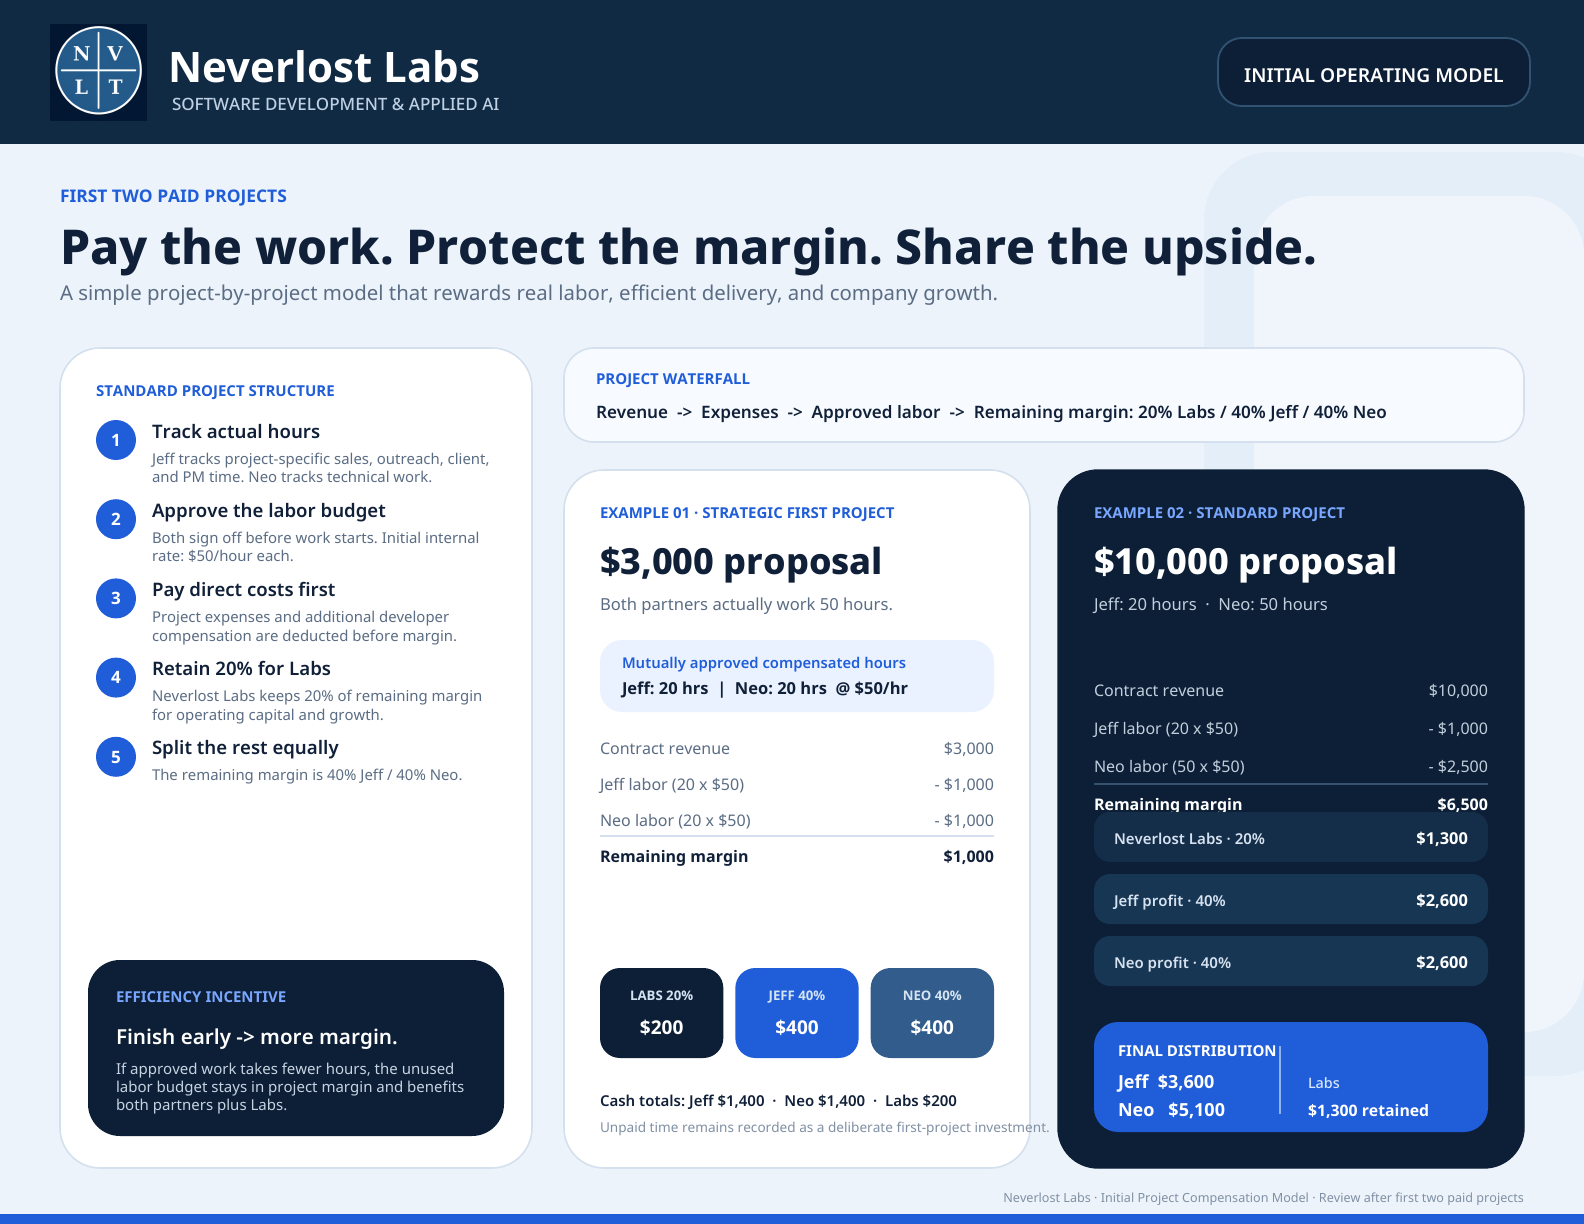 N V
L T
Neverlost Labs
SOFTWARE DEVELOPMENT & APPLIED AI
INITIAL OPERATING MODEL
FIRST TWO PAID PROJECTS
Pay the work. Protect the margin. Share the upside.
A simple project-by-project model that rewards real labor, efficient delivery, and company growth.
STANDARD PROJECT STRUCTURE
1
Track actual hours
Jeff tracks project-specific sales, outreach, client,
and PM time. Neo tracks technical work.
2
Approve the labor budget
Both sign off before work starts. Initial internal
rate: $50/hour each.
3
Pay direct costs first
Project expenses and additional developer
compensation are deducted before margin.
4
Retain 20% for Labs
Neverlost Labs keeps 20% of remaining margin
for operating capital and growth.
5
Split the rest equally
The remaining margin is 40% Jeff / 40% Neo.
EFFICIENCY INCENTIVE
Finish early -> more margin.
If approved work takes fewer hours, the unused
labor budget stays in project margin and benefits
both partners plus Labs.
PROJECT WATERFALL
Revenue -> Expenses -> Approved labor -> Remaining margin: 20% Labs / 40% Jeff / 40% Neo
EXAMPLE 01 · STRATEGIC FIRST PROJECT
$3,000 proposal
Both partners actually work 50 hours.
Mutually approved compensated hours
Jeff: 20 hrs | Neo: 20 hrs @ $50/hr
Contract revenue $3,000
Jeff labor (20 x $50) - $1,000
Neo labor (20 x $50) - $1,000
Remaining margin $1,000
LABS 20% JEFF 40% NEO 40%
$200 $400 $400
Cash totals: Jeff $1,400 · Neo $1,400 · Labs $200
Unpaid time remains recorded as a deliberate first-project investment.
EXAMPLE 02 · STANDARD PROJECT
$10,000 proposal
Jeff: 20 hours · Neo: 50 hours
Contract revenue $10,000
Jeff labor (20 x $50) - $1,000
Neo labor (50 x $50) - $2,500
Remaining margin $6,500
Neverlost Labs · 20% $1,300
Jeff profit · 40% $2,600
Neo profit · 40% $2,600
FINAL DISTRIBUTION
Jeff $3,600 Labs
Neo $5,100 $1,300 retained
Neverlost Labs · Initial Project Compensation Model · Review after first two paid projects